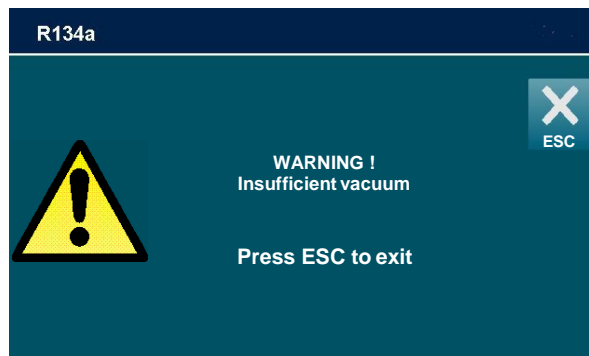 R134a
ESC
WARNING !
Insufficient vacuum
Press ESC to exit